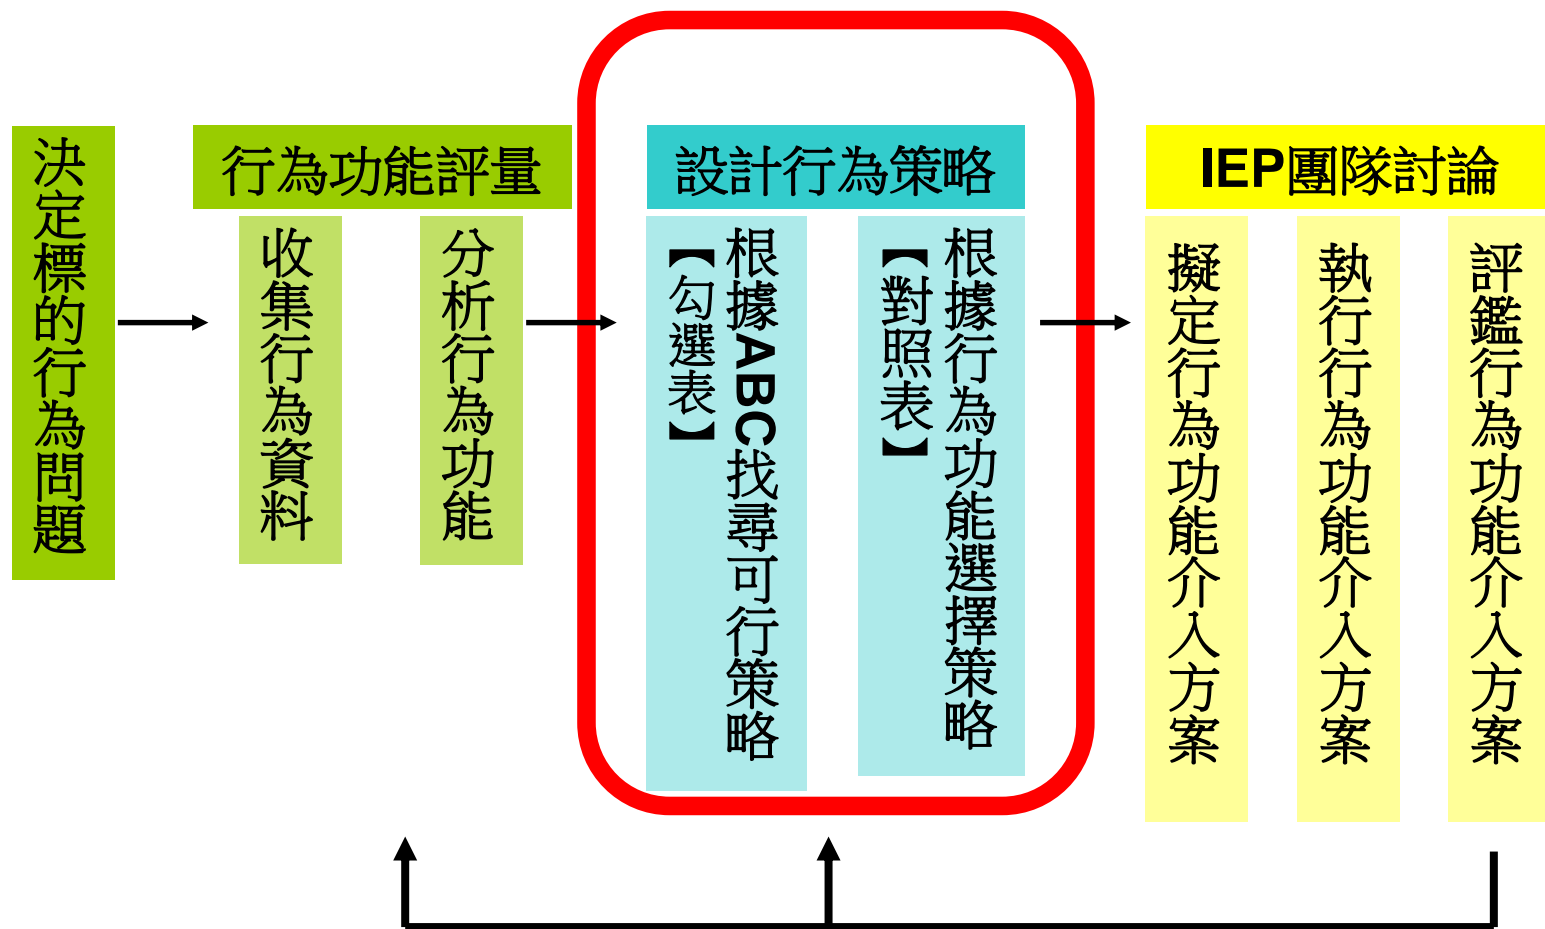 決定標的行為問題
行為功能評量
收集行為資料
分析行為功能
設計行為策略
根據ABC找尋可行策略
【勾選表】
根據行為功能選擇策略
【對照表】
IEP團隊討論
擬定行為功能介入方案
執行行為功能介入方案
評鑑行為功能介入方案